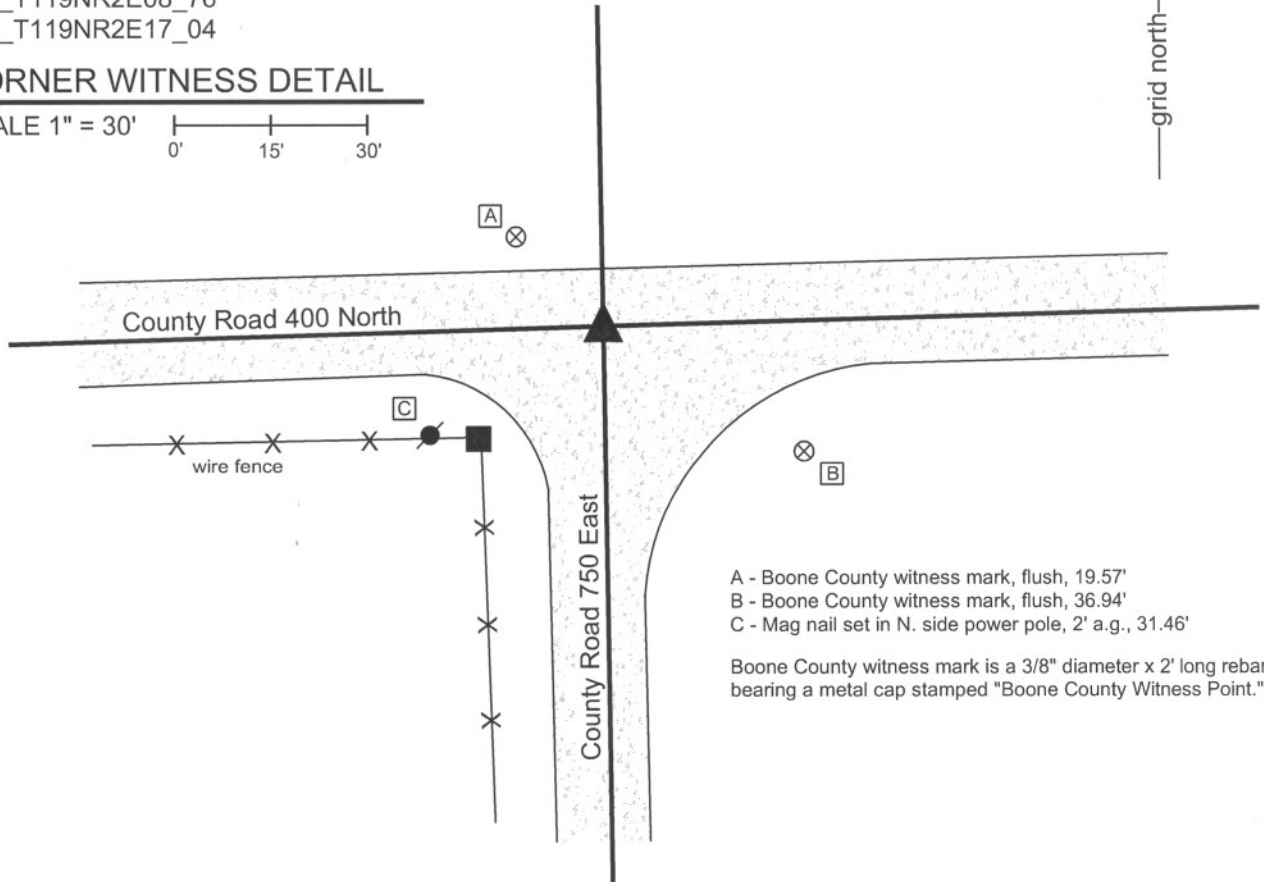 _T119NR2E08_76
_T119NR2E17_04
ORNER WITNESS DETAIL
ALE 1" = 30'
0' 15' 30'
grid north
A
County Road 400 North
C
wire fence
B
County Road 750 East
A - Boone County witness mark, flush, 19.57'
B - Boone County witness mark, flush, 36.94'
C - Mag nail set in N. side power pole, 2' a.g., 31.46'
Boone County witness mark is a 3/8" diameter x 2' long rebar
bearing a metal cap stamped "Boone County Witness Point."